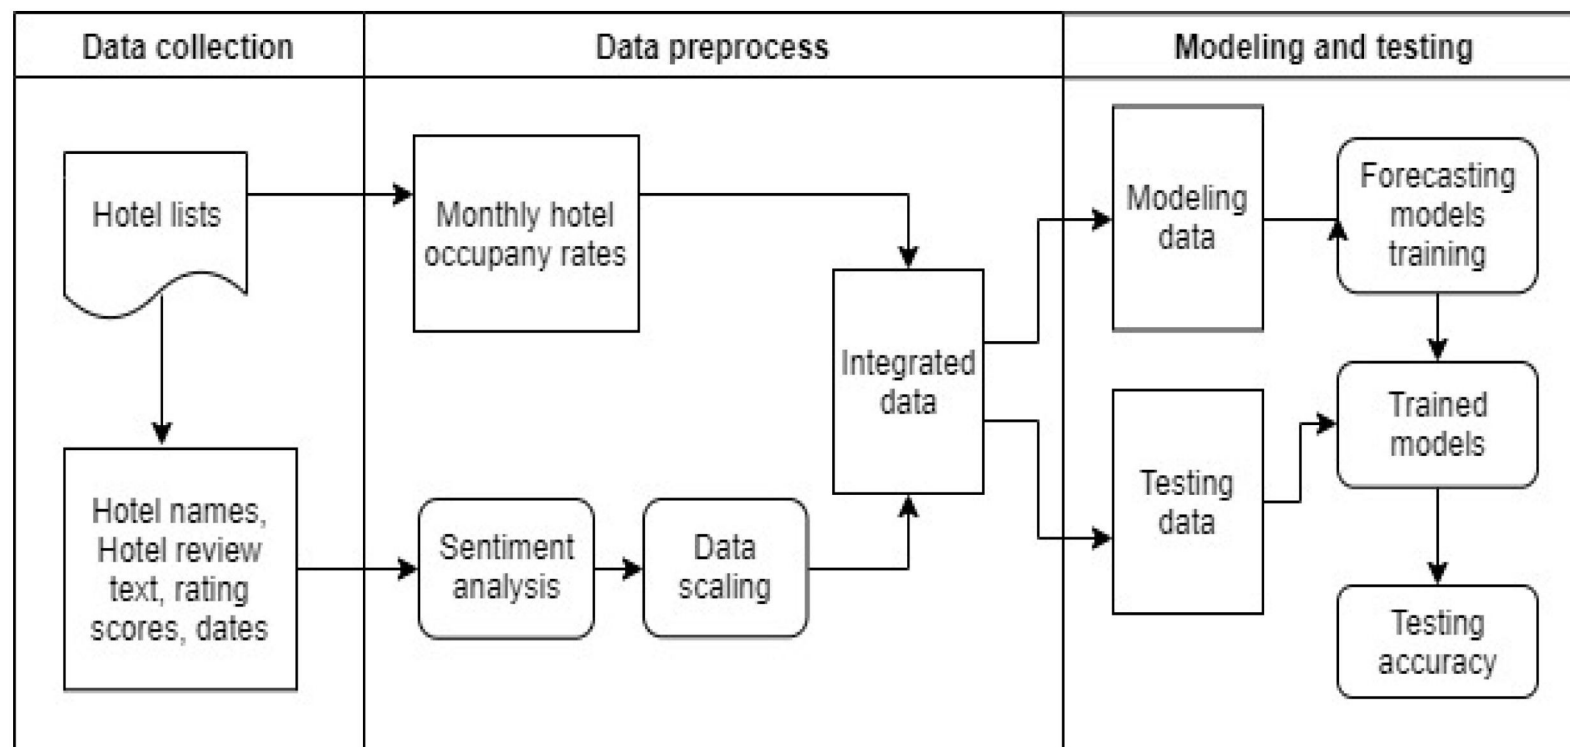 Data collection
Data preprocess
Modeling and testing
Hotel lists
Monthly hotel
occupany rates
Hotel names,
Hotel review
text, rating
scores, dates
Sentiment
analysis
Data
scaling
Integrated
data
Modeling
data
Forecasting
models
training
Testing
data
Trained
models
Testing
accuracy